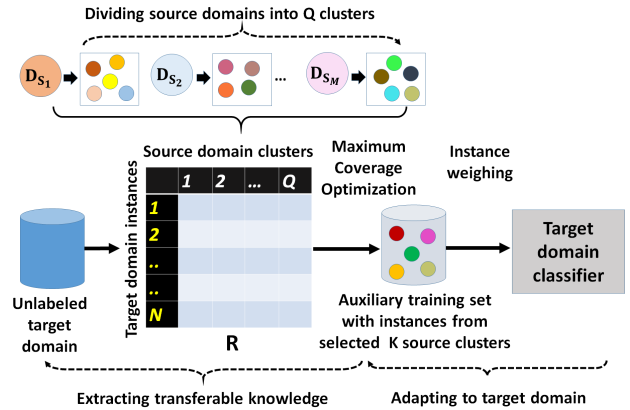 Dividing source domains into Q clusters
D_S1
D_S2
...
D_SM
Source domain clusters
Target domain instances
1 2 ... Q
1
2
..
..
N
R
Unlabeled
target
domain
Maximum
Coverage
Optimization
Instance
weighing
Auxiliary training set
with instances from
selected K source clusters
Target
domain
classifier
Extracting transferable knowledge
Adapting to target domain